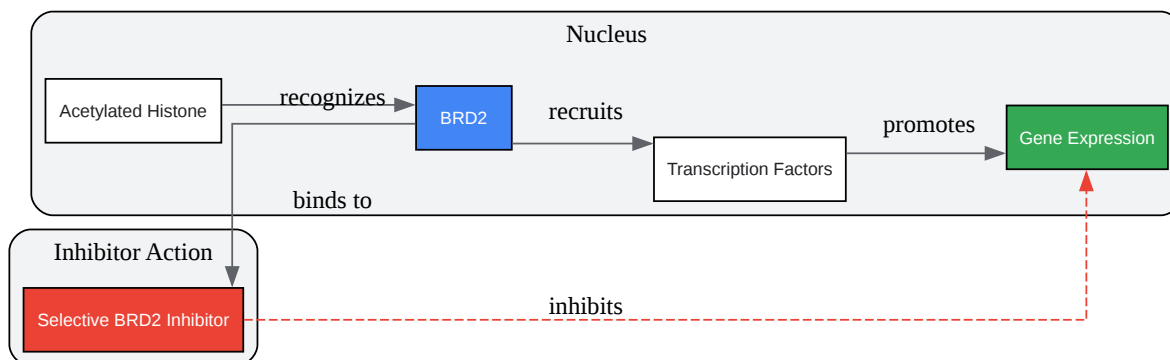 Nucleus
Acetylated Histone
recognizes
BRD2
recruits
Transcription Factors
promotes
Gene Expression
binds to
Inhibitor Action
Selective BRD2 Inhibitor
inhibits